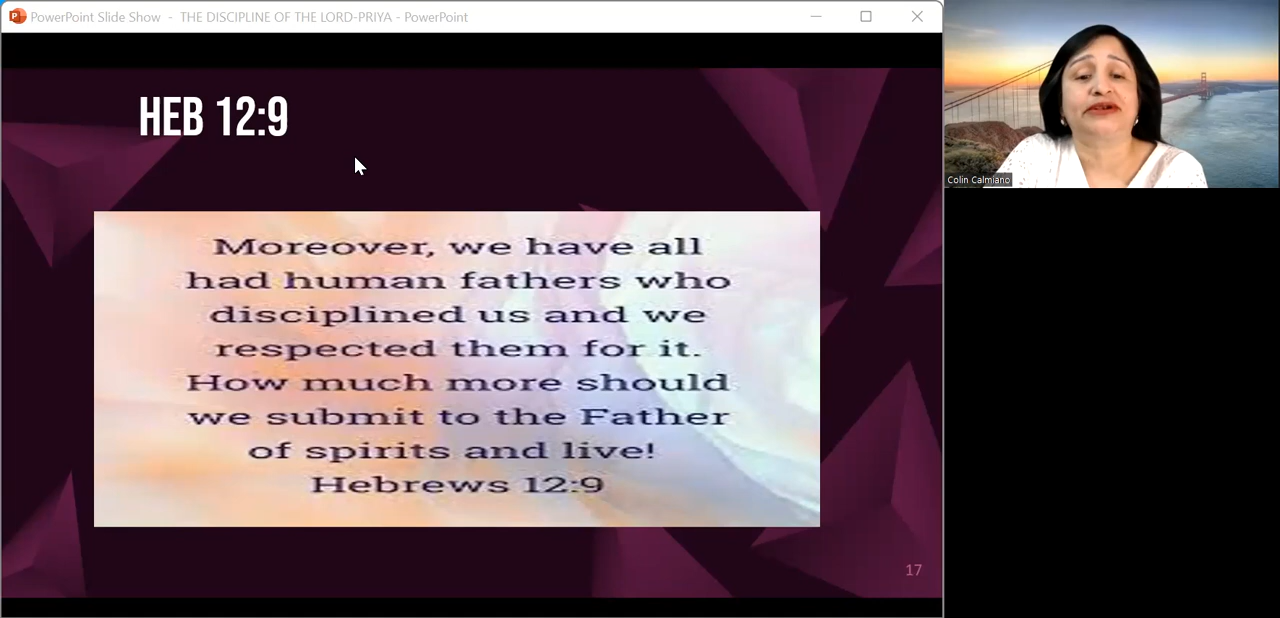 PowerPoint Slide Show - THE DISCIPLINE OF THE LORD-PRIYA - PowerPoint
HEB 12:9
Moreover, we have all
had human fathers who
disciplined us and we
respected them for it.
How much more should
we submit to the Father
of spirits and live!
Hebrews 12:9
17
Colin Calmiano